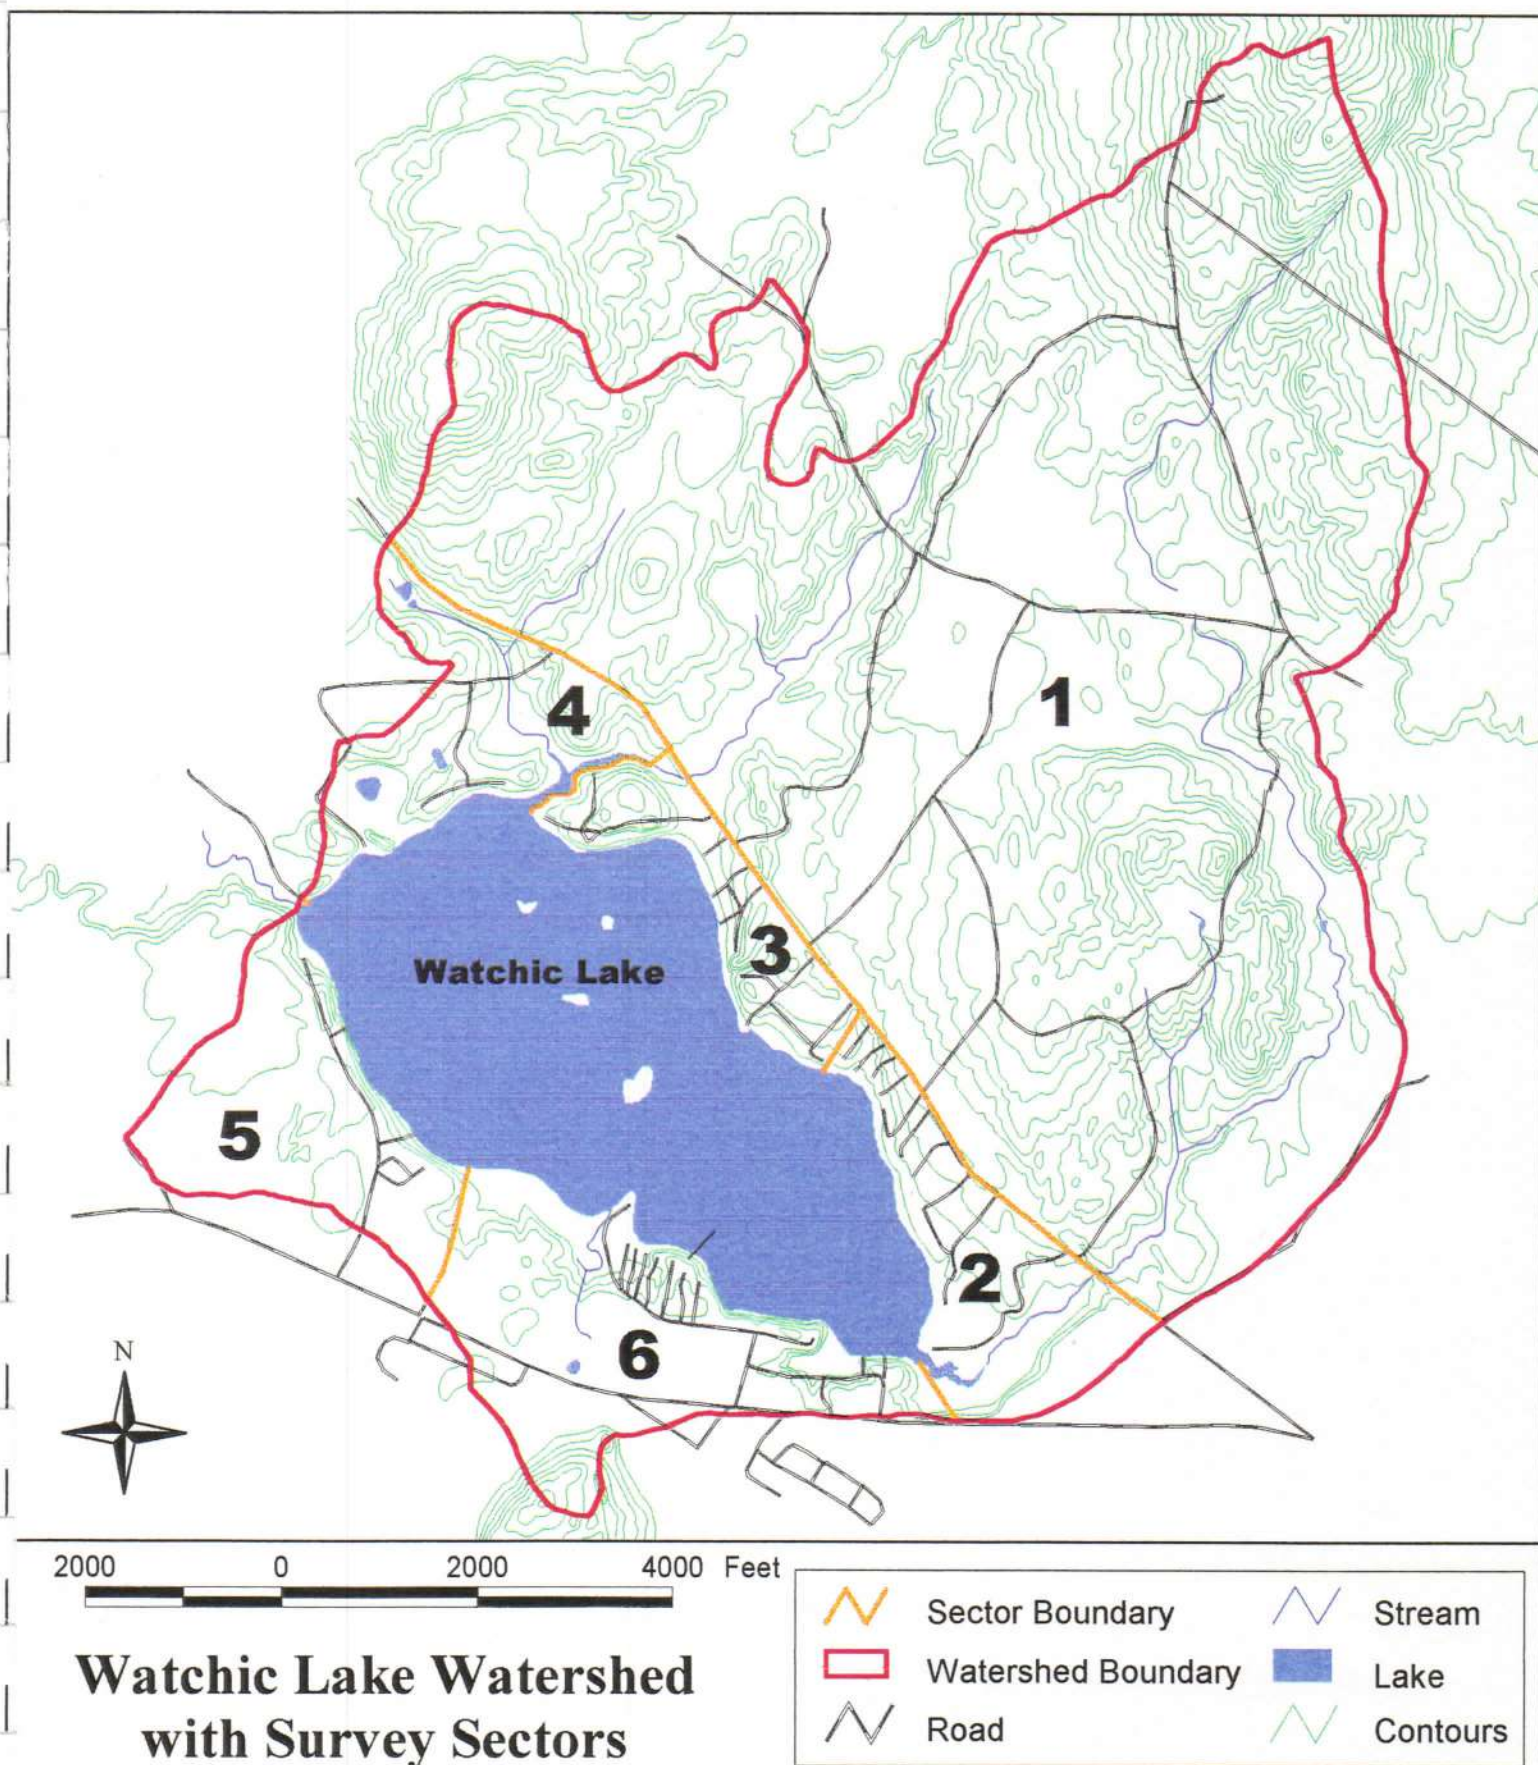 1
4
3
Watchic Lake
5
2
6
N
2000 0 2000 4000 Feet
Watchic Lake Watershed
with Survey Sectors
Sector Boundary
Watershed Boundary
Road
Stream
Lake
Contours